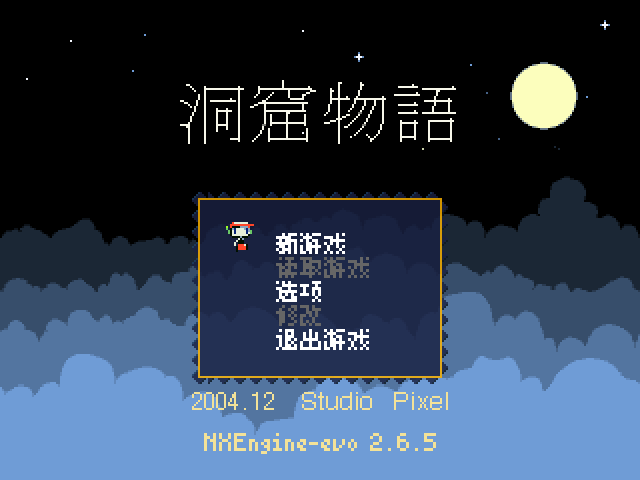 洞窟物語
新游戏
读取游戏
选项
修改
退出游戏
2004.12 Studio Pixel
NXEngine-evo 2.6.5